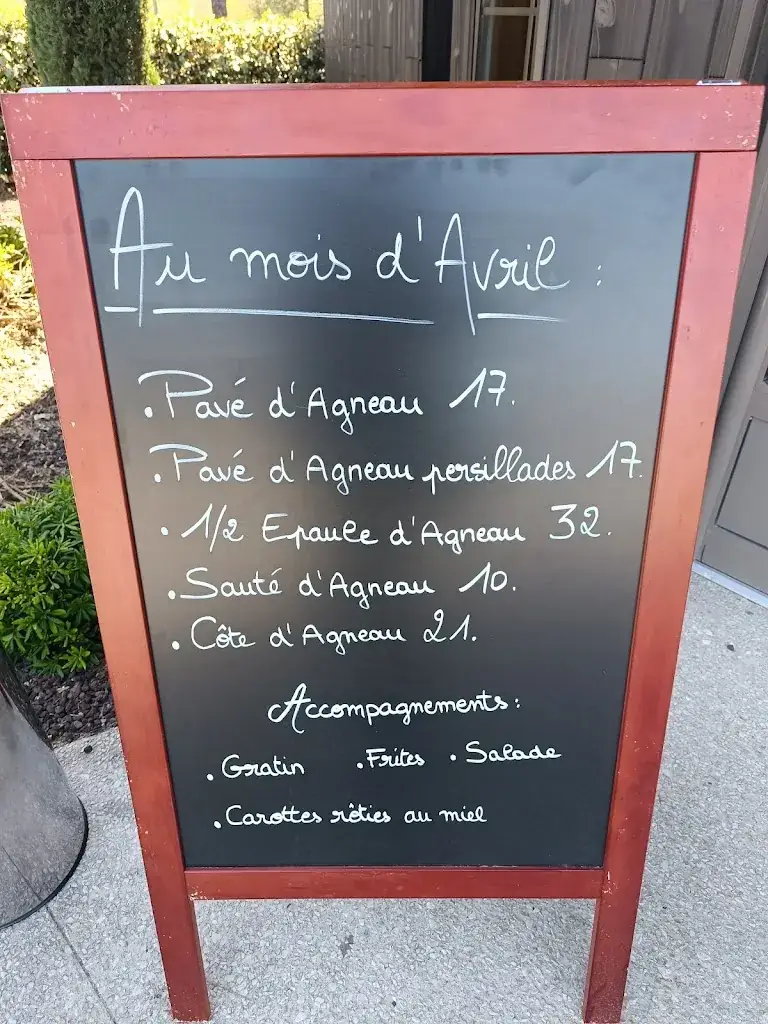 Au mois d'Avril :
. Pavé d'Agneau 17.
. Pavé d'Agneau persillades 17.
. 1/2 Epaule d'Agneau 32.
. Sauté d'Agneau 10.
. Côte d'Agneau 21.
Accompagnements :
. Gratin . Frites . Salade
. Carottes rôties au miel